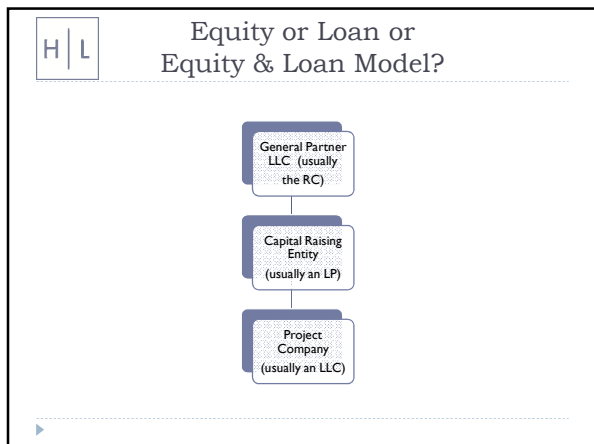 H|L
Equity or Loan or
Equity & Loan Model?
General Partner
LLC (usually
the RC)
Capital Raising
Entity
(usually an LP)
Project
Company
(usually an LLC)